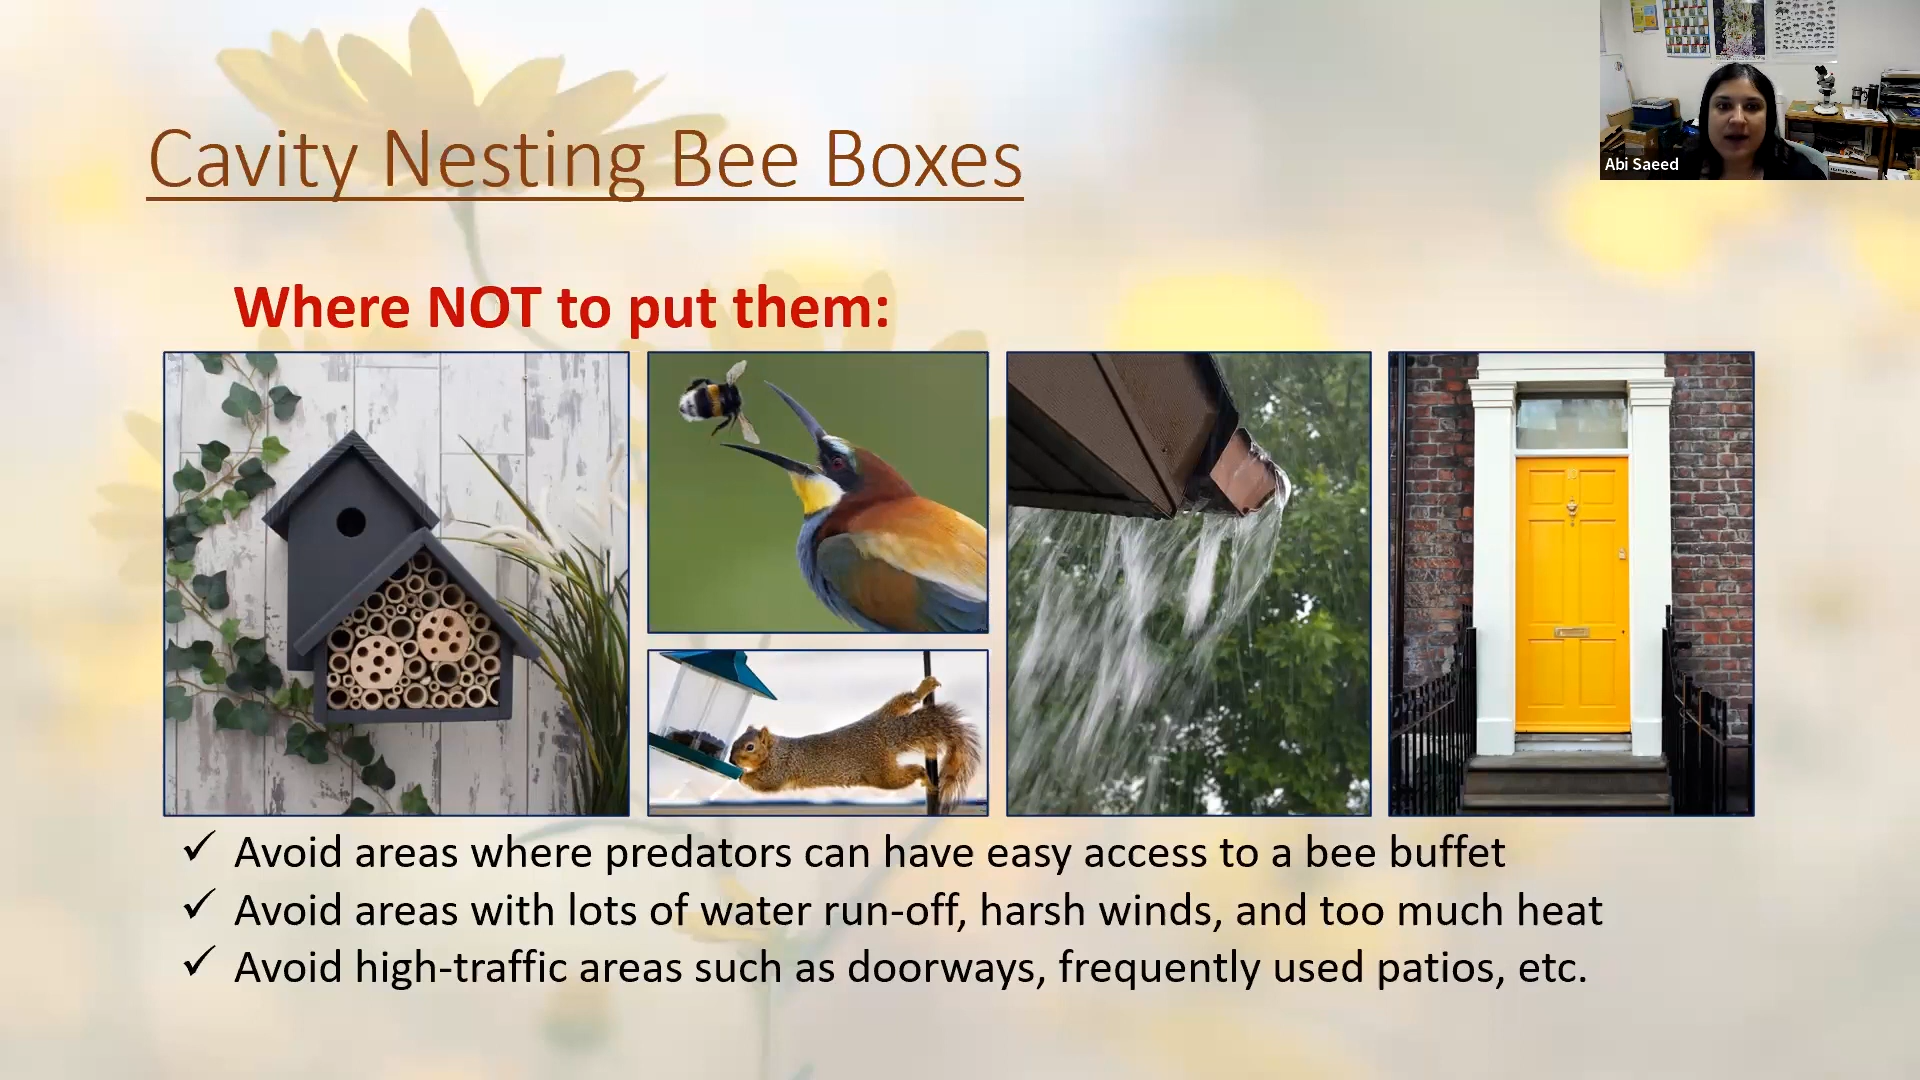 Cavity Nesting Bee Boxes
Abi Saeed
Where NOT to put them:
✓ Avoid areas where predators can have easy access to a bee buffet
✓ Avoid areas with lots of water run-off, harsh winds, and too much heat
✓ Avoid high-traffic areas such as doorways, frequently used patios, etc.